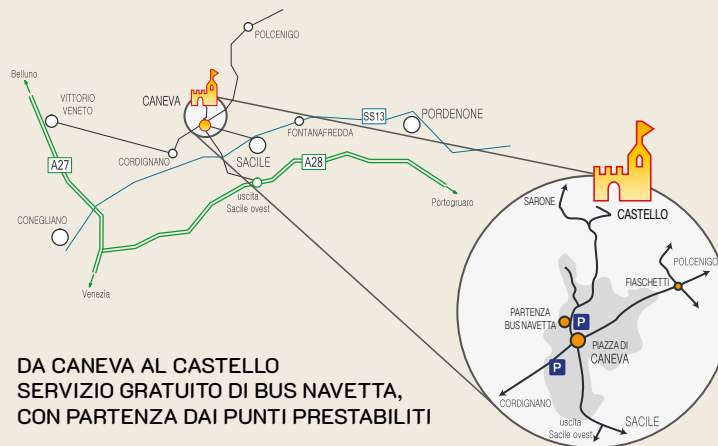 POLCENIGO
Belluno
VITTORIO
VENETO
CANEVA
SS13
PORDENONE
FONTANAFREDDA
CORDIGNANO
SACILE
A27
A28
uscita
Sacile ovest
Portogruaro
CONEGLIANO
Venezia
CASTELLO
SARONE
POLCENIGO
FIASCHETTI
PARTENZA
BUS NAVETTA
P
PIAZZA DI
CANEVA
P
CORDIGNANO
uscita
Sacile ovest
SACILE
DA CANEVA AL CASTELLO
SERVIZIO GRATUITO DI BUS NAVETTA,
CON PARTENZA DAI PUNTI PRESTABILITI